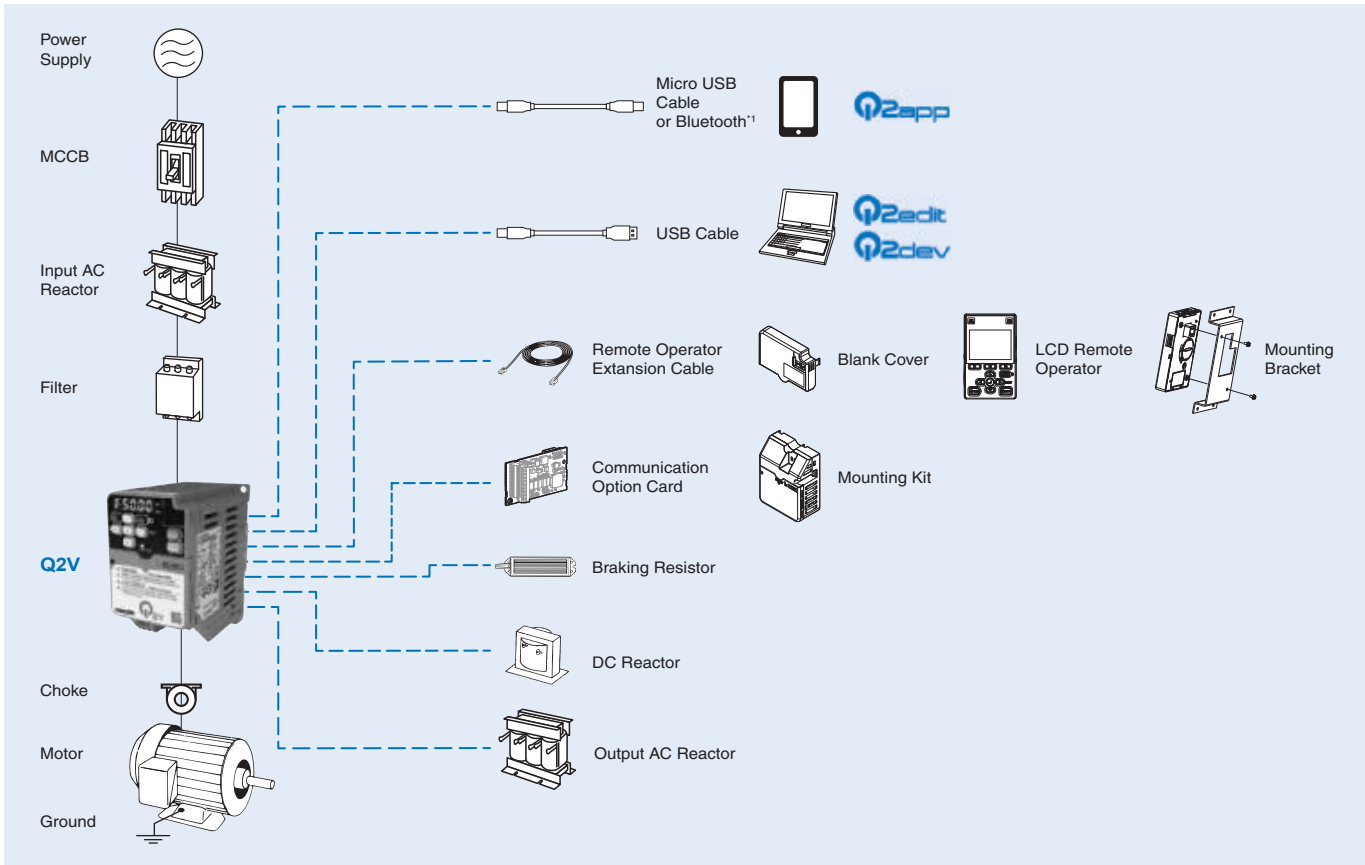 Power
Supply
MCCB
Input AC
Reactor
Filter
Q2V
Choke
Motor
Ground
Micro USB
Cable
or Bluetooth*1
Q2app
USB Cable
Q2edit
Q2dev
Remote Operator
Extansion Cable
Blank Cover
LCD Remote
Operator
Mounting
Bracket
Communication
Option Card
Mounting Kit
Braking Resistor
DC Reactor
Output AC Reactor